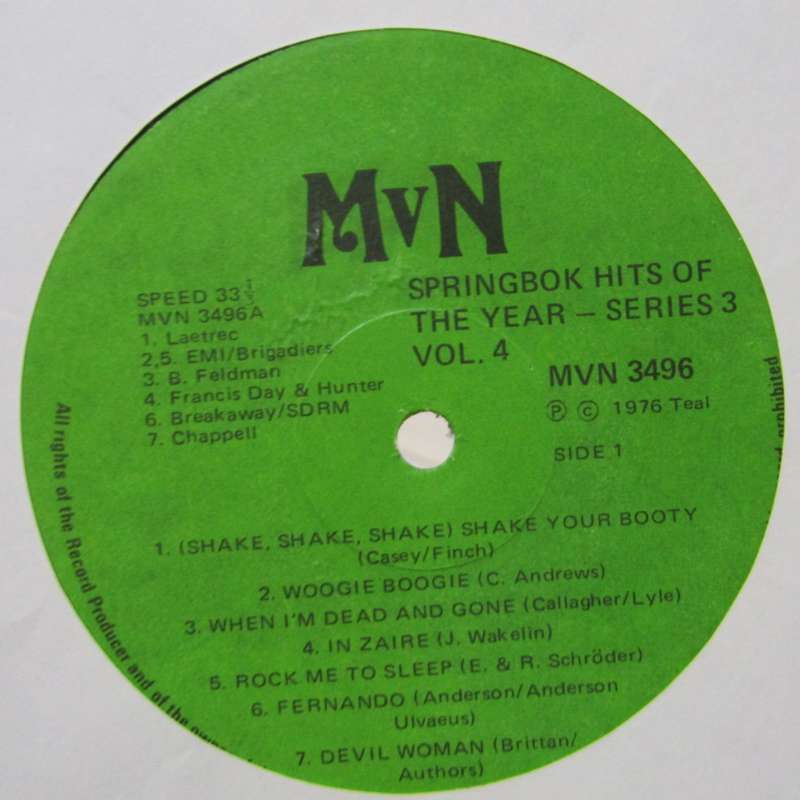 MVN
SPRINGBOK HITS OF
THE YEAR – SERIES 3
VOL. 4
MVN 3496
Ⓟ © 1976 Teal
SIDE 1
SPEED 33⅓
MVN 3496A
1. Laetrec
2,5. EMI/Brigadiers
3. B. Feldman
4. Francis Day & Hunter
6. Breakaway/SDRM
7. Chappell
1. (SHAKE, SHAKE, SHAKE) SHAKE YOUR BOOTY
(Casey/Finch)
2. WOOGIE BOOGIE (C. Andrews)
3. WHEN I'M DEAD AND GONE (Callagher/Lyle)
4. IN ZAIRE (J. Wakelin)
5. ROCK ME TO SLEEP (E. & R. Schröder)
6. FERNANDO (Anderson/Anderson
Ulvaeus)
7. DEVIL WOMAN (Brittan/
Authors)
All rights of the Record Producer and of the
prohibited